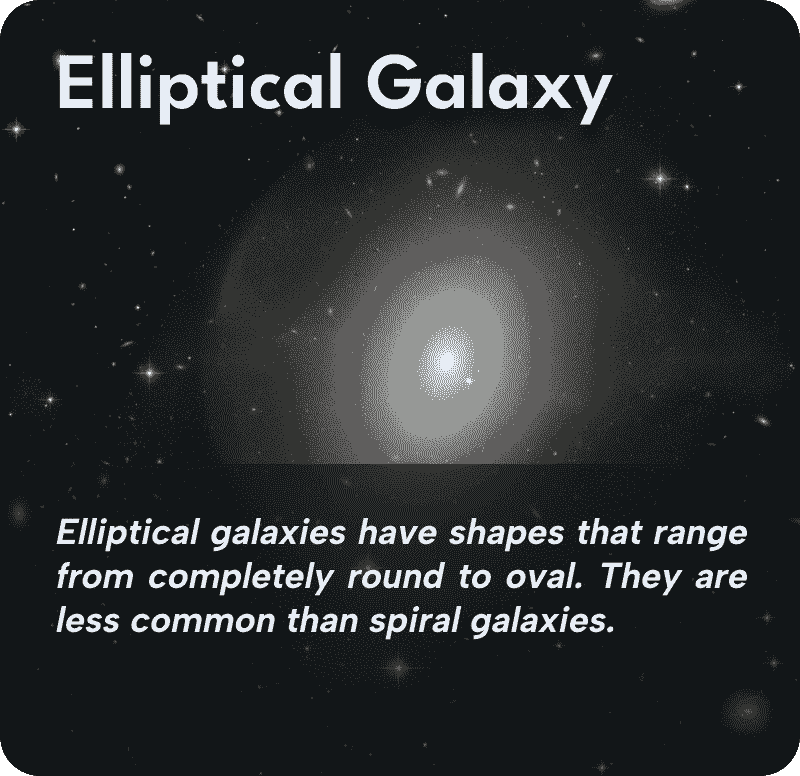 Elliptical Galaxy
Elliptical galaxies have shapes that range
from completely round to oval. They are
less common than spiral galaxies.